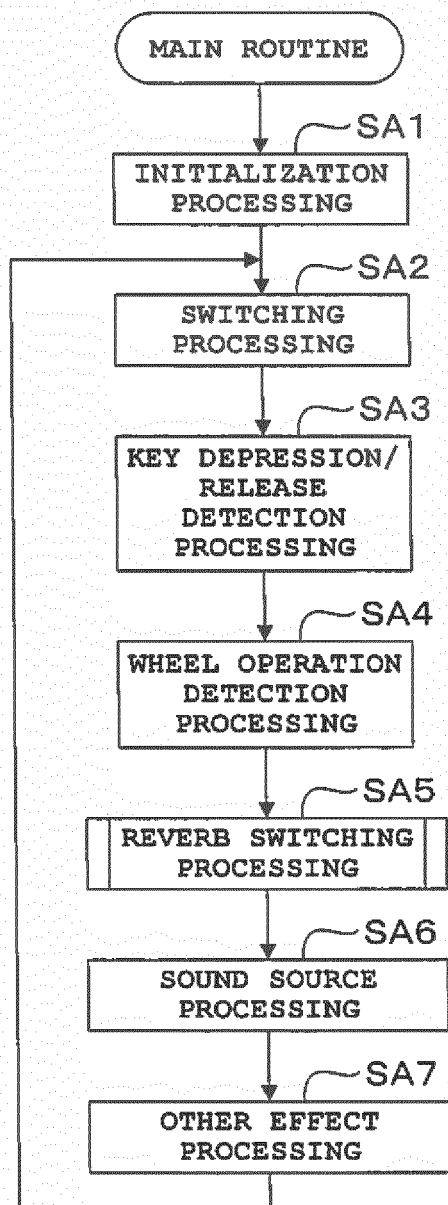 MAIN ROUTINE
SA1
INITIALIZATION
PROCESSING
SA2
SWITCHING
PROCESSING
SA3
KEY DEPRESSION/
RELEASE
DETECTION
PROCESSING
SA4
WHEEL OPERATION
DETECTION
PROCESSING
SA5
REVERB SWITCHING
PROCESSING
SA6
SOUND SOURCE
PROCESSING
SA7
OTHER EFFECT
PROCESSING